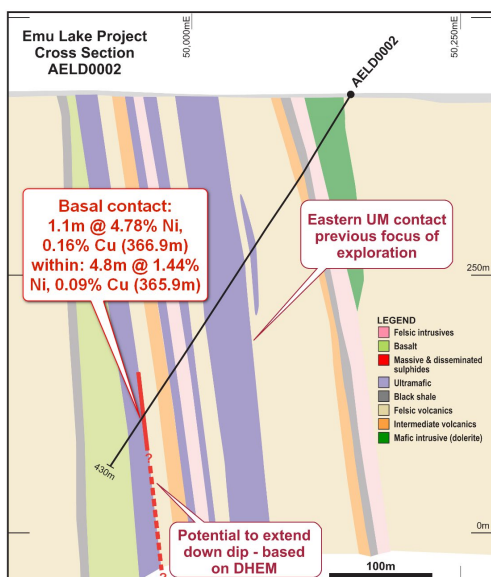 Emu Lake Project
Cross Section
AELD0002
50,000mE
50,250mE
AELD0002
Basal contact:
1.1m @ 4.78% Ni,
0.16% Cu (366.9m)
within: 4.8m @ 1.44%
Ni, 0.09% Cu (365.9m)
Eastern UM contact
previous focus of
exploration
250m
LEGEND
Felsic intrusives
Basalt
Massive & disseminated
sulphides
Ultramafic
Black shale
Felsic volcanics
Intermediate volcanics
Mafic intrusive (dolerite)
430m
?
?
Potential to extend
down dip - based
on DHEM
0m
100m